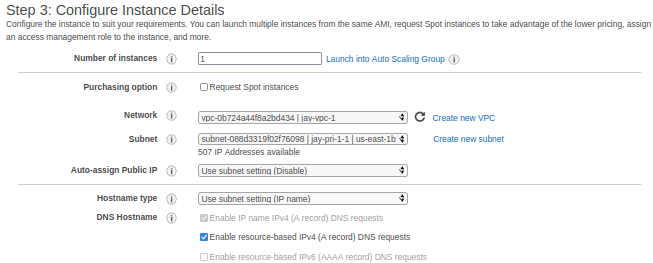 Step 3: Configure Instance Details
Configure the instance to suit your requirements. You can launch multiple instances from the same AMI, request Spot instances to take advantage of the lower pricing, assign
an access management role to the instance, and more.
Number of instances i 1 Launch into Auto Scaling Group i
Purchasing option i Request Spot instances
Network i vpc-0b724a44f8a2bd434 | jay-vpc-1 Create new VPC
Subnet i subnet-088d3319f02f76098 | jay-pri-1-1 | us-east-1b Create new subnet
507 IP Addresses available
Auto-assign Public IP i Use subnet setting (Disable)
Hostname type i Use subnet setting (IP name)
DNS Hostname i Enable IP name IPv4 (A record) DNS requests
Enable resource-based IPv4 (A record) DNS requests
Enable resource-based IPv6 (AAAA record) DNS requests